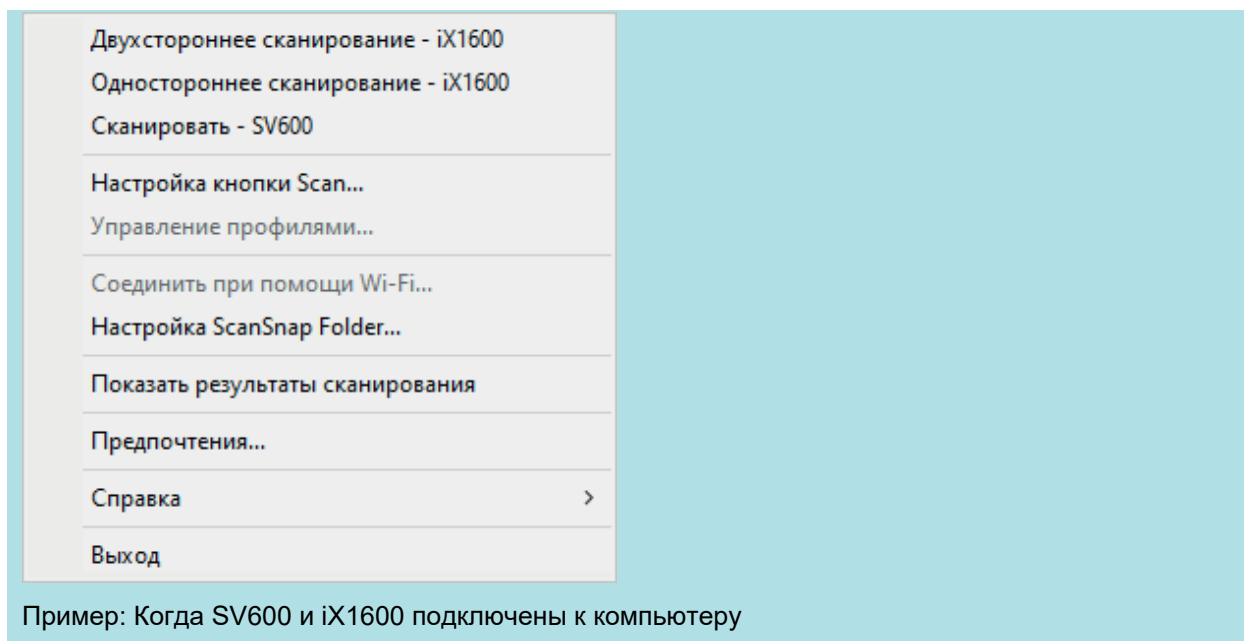 Двухстороннее сканирование - iX1600
Одностороннее сканирование - iX1600
Сканировать - SV600
Настройка кнопки Scan...
Управление профилями...
Соединить при помощи Wi-Fi...
Настройка ScanSnap Folder...
Показать результаты сканирования
Предпочтения...
Справка
Выход
Пример: Когда SV600 и iX1600 подключены к компьютеру